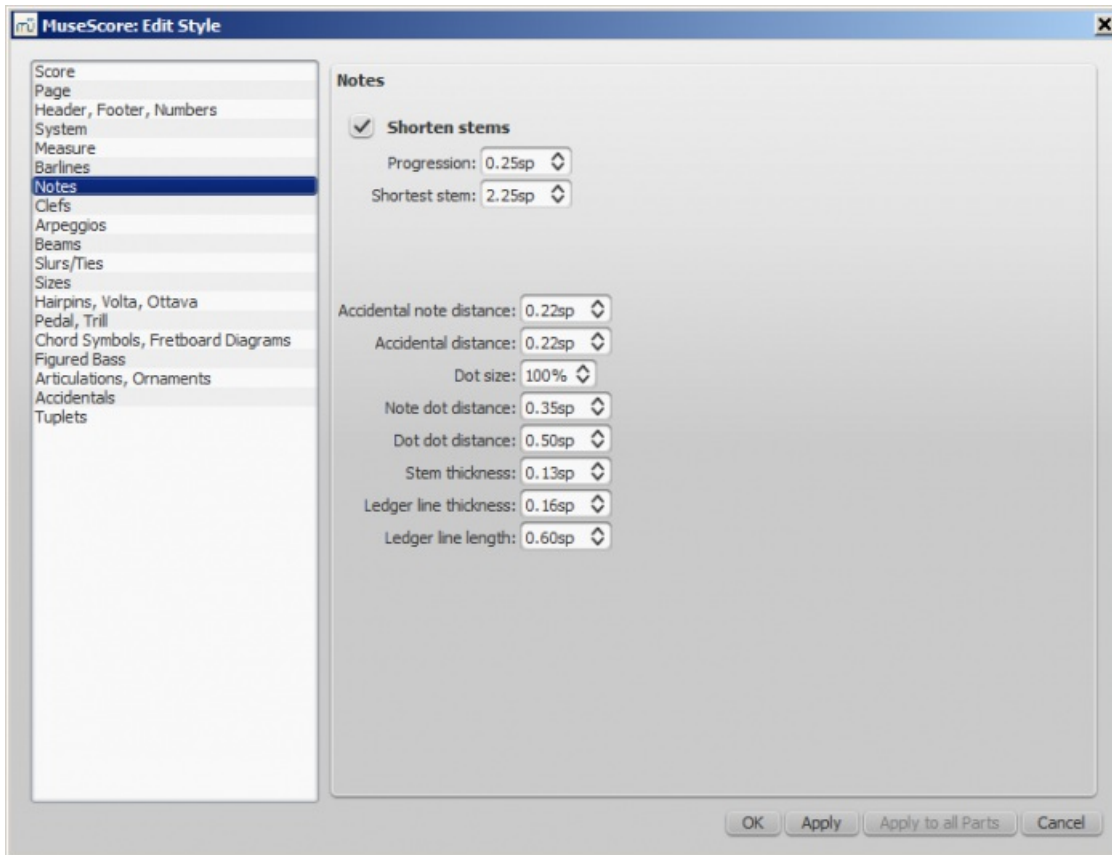 MuseScore: Edit Style
Score
Page
Header, Footer, Numbers
System
Measure
Barlines
Notes
Clefs
Arpeggios
Beams
Slurs/Ties
Sizes
Hairpins, Volta, Ottava
Pedal, Trill
Chord Symbols, Fretboard Diagrams
Figured Bass
Articulations, Ornaments
Accidentals
Tuplets
Notes
Shorten stems
Progression: 0.25sp
Shortest stem: 2.25sp
Accidental note distance: 0.22sp
Accidental distance: 0.22sp
Dot size: 100%
Note dot distance: 0.35sp
Dot dot distance: 0.50sp
Stem thickness: 0.13sp
Ledger line thickness: 0.16sp
Ledger line length: 0.60sp
OK Apply Apply to all Parts Cancel